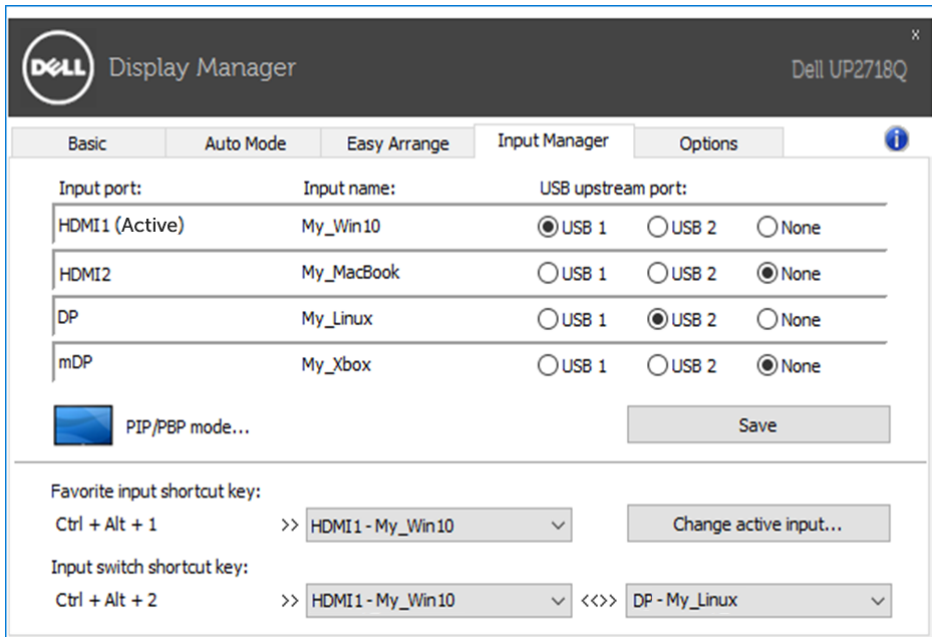 x
DELL Display Manager Dell UP2718Q
Basic Auto Mode Easy Arrange Input Manager Options i
Input port: Input name: USB upstream port:
HDMI1 (Active) My_Win10 USB 1 USB 2 None
HDMI2 My_MacBook USB 1 USB 2 None
DP My_Linux USB 1 USB 2 None
mDP My_Xbox USB 1 USB 2 None
PIP/PBP mode... Save
Favorite input shortcut key:
Ctrl + Alt + 1 >> HDMI1 - My_Win10 Change active input...
Input switch shortcut key:
Ctrl + Alt + 2 >> HDMI1 - My_Win10 <<>> DP - My_Linux